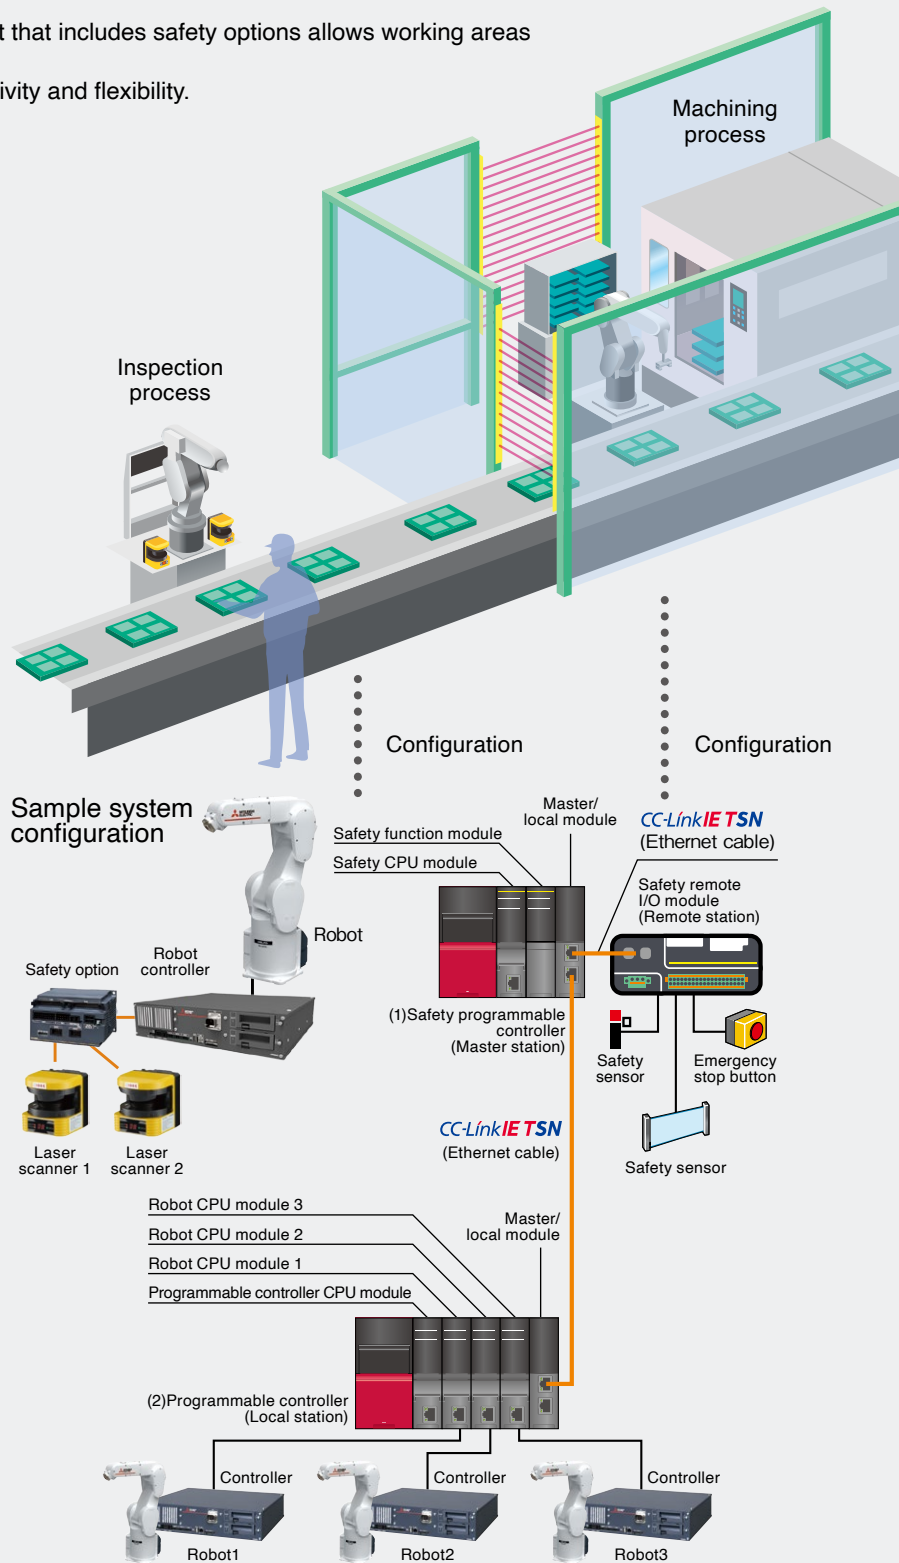 t that includes safety options allows working areas
ivity and flexibility.
Machining
process
Inspection
process
Configuration
Configuration
Sample system
configuration
Master/
local module
CC-Link IE TSN
(Ethernet cable)
Safety function module
Safety CPU module
Safety remote
I/O module
(Remote station)
Robot
Robot
controller
Safety option
(1)Safety programmable
controller
(Master station)
Safety
sensor
Emergency
stop button
Laser
scanner 1
Laser
scanner 2
CC-Link IE TSN
(Ethernet cable)
Safety sensor
Robot CPU module 3
Robot CPU module 2
Robot CPU module 1
Programmable controller CPU module
Master/
local module
(2)Programmable controller
(Local station)
Controller
Controller
Controller
Robot1
Robot2
Robot3